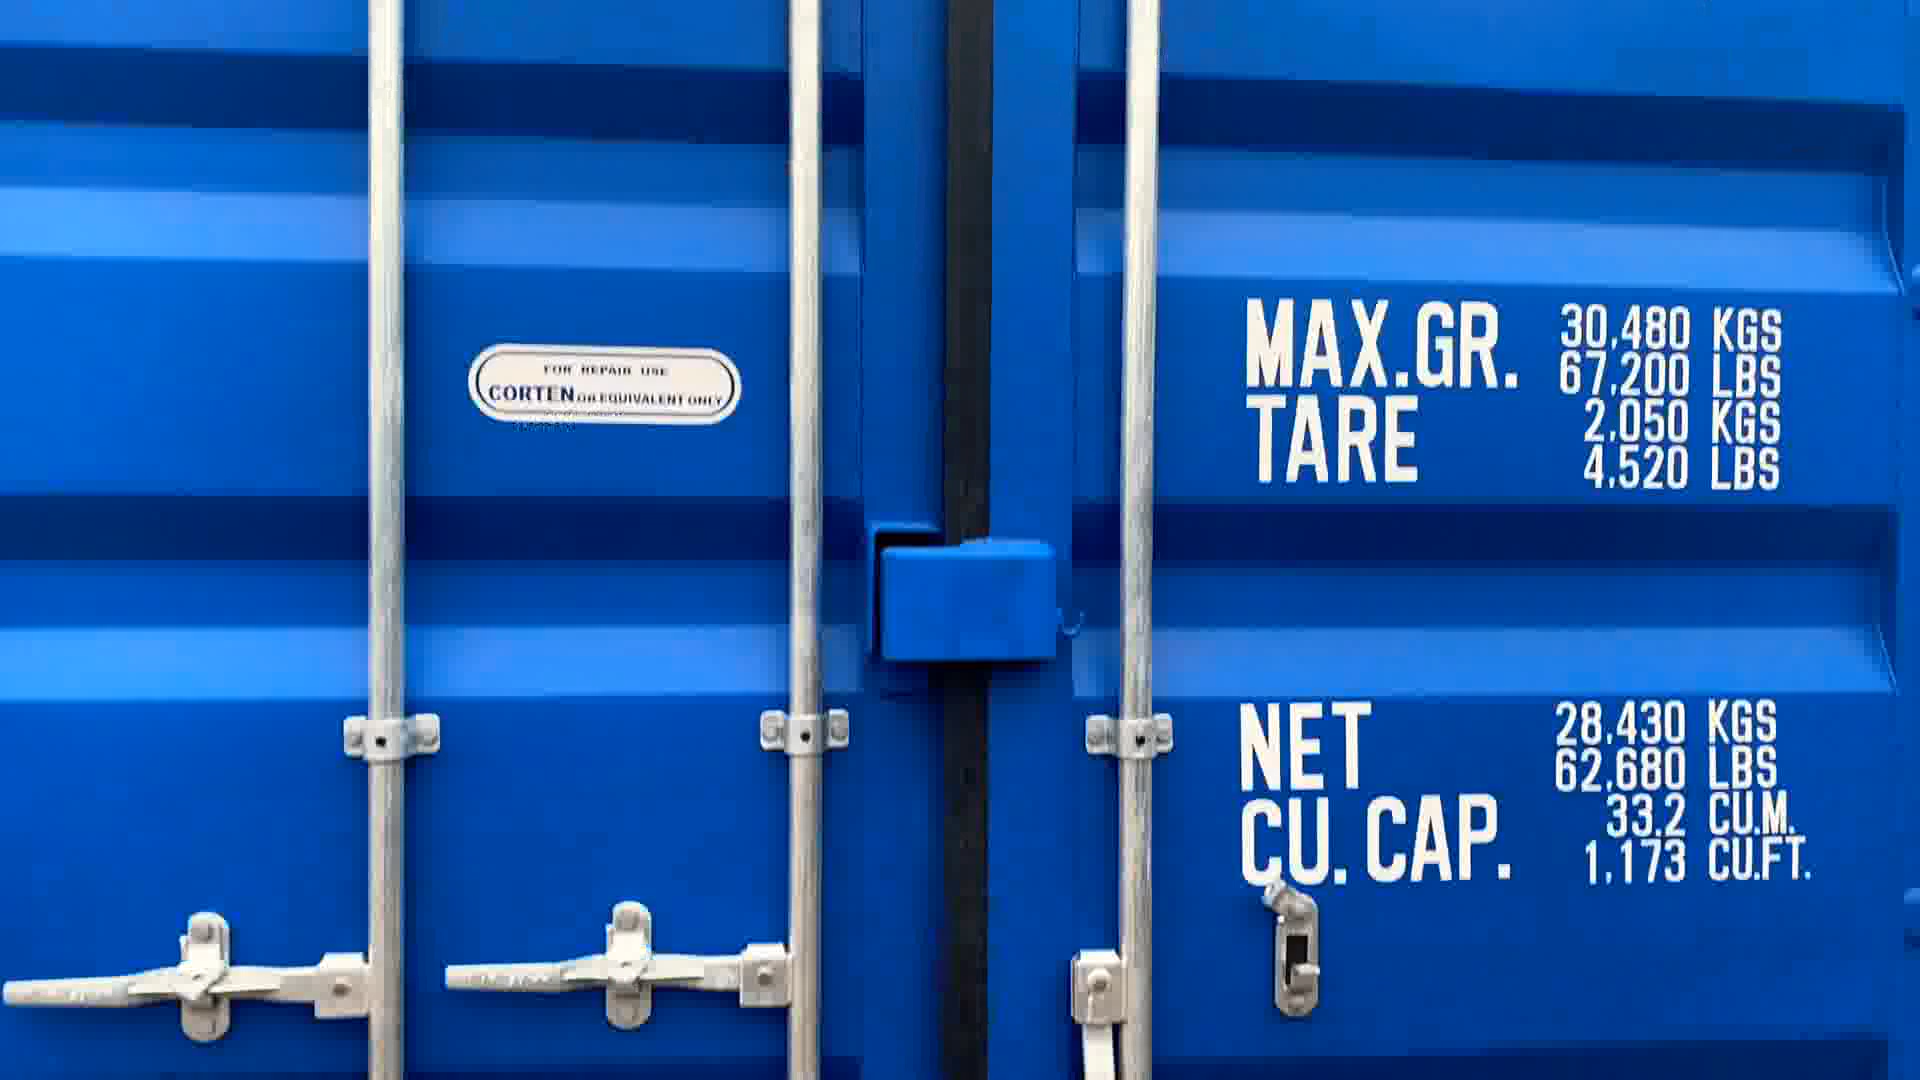 FOR REPAIR USE
CORTEN OR EQUIVALENT ONLY
MAX.GR. 30,480 KGS
67,200 LBS
TARE 2,050 KGS
4,520 LBS
NET 28,430 KGS
62,680 LBS
CU. CAP. 33.2 CU.M.
1,173 CU.FT.